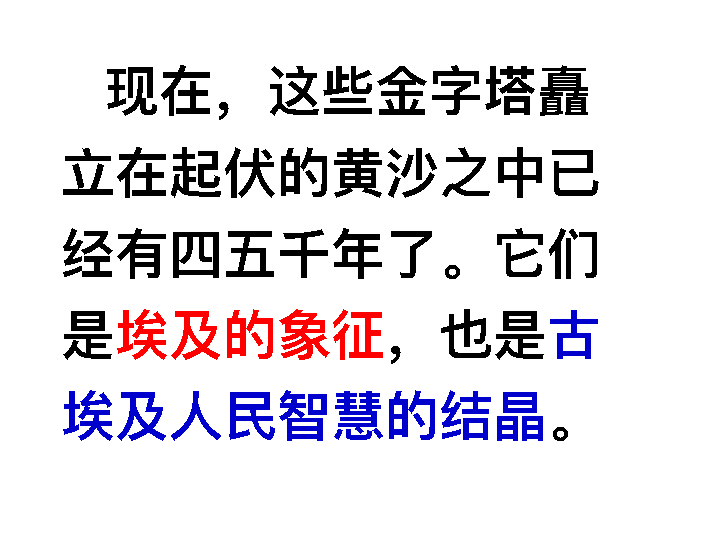 现在，这些金字塔矗
立在起伏的黄沙之中已
经有四五千年了。它们
是埃及的象征，也是古
埃及人民智慧的结晶。